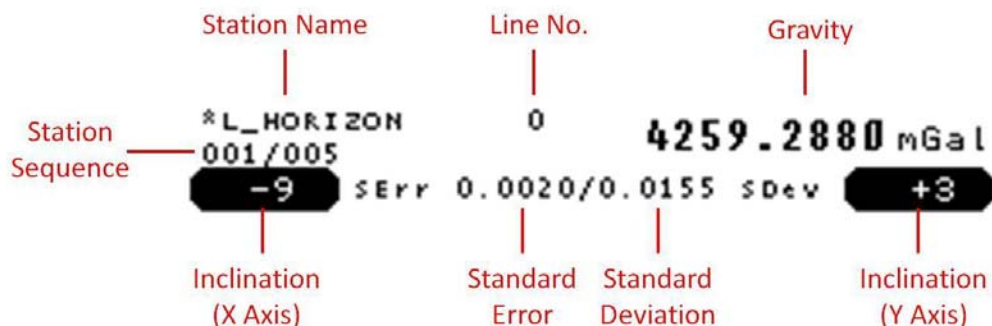 Station Name
Line No.
Gravity
*L_HORIZON 0
4259.2880 mGal
Station
Sequence
001/005
-9 SErr 0.0020/0.0155 SDev +3
Inclination
(X Axis)
Standard
Error
Standard
Deviation
Inclination
(Y Axis)